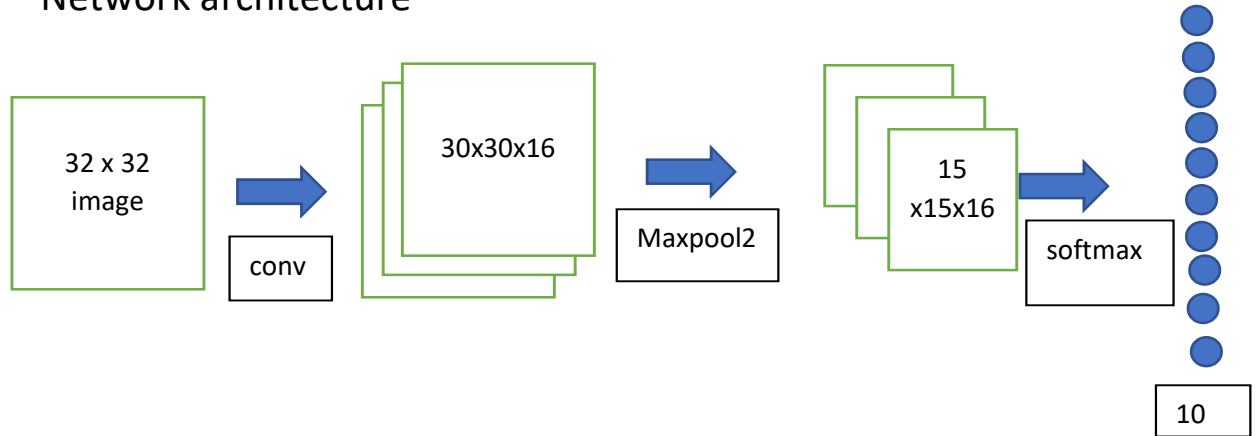 Network architecture
32 x 32
image
conv
30x30x16
Maxpool2
15
x15x16
softmax
10